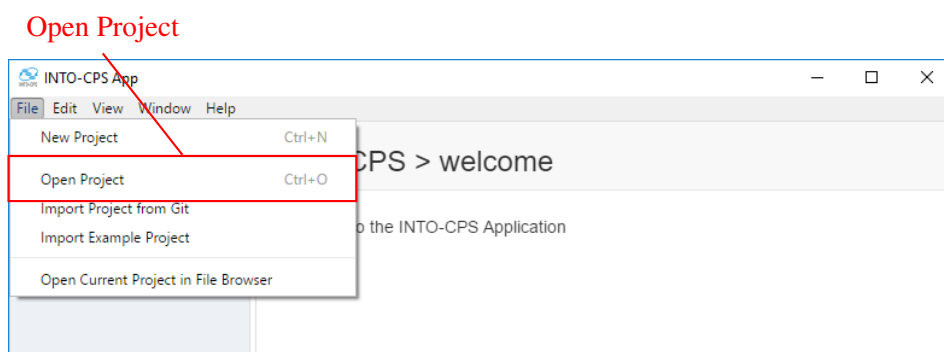 Open Project
INTO-CPS App
File Edit View Window Help
New Project Ctrl+N
CPS > welcome
Open Project Ctrl+O
Import Project from Git
o the INTO-CPS Application
Import Example Project
Open Current Project in File Browser